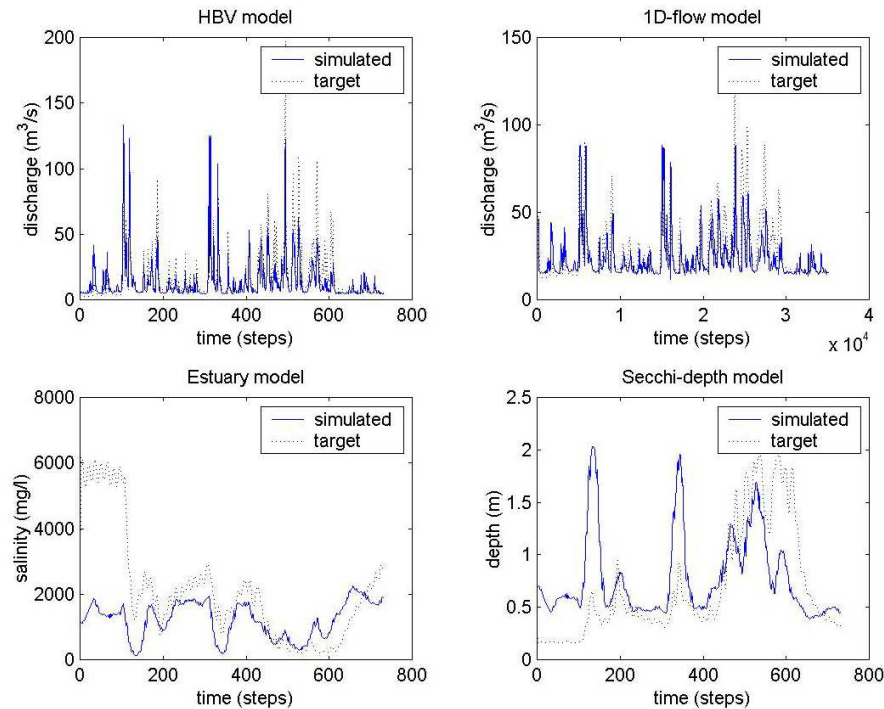 HBV model
200
150
100
50
0
discharge (m³/s)
simulated
target
0 200 400 600 800
time (steps)
1D-flow model
150
100
50
0
discharge (m³/s)
simulated
target
0 1 2 3 4
x 10⁴
time (steps)
Estuary model
8000
6000
4000
2000
0
salinity (mg/l)
simulated
target
0 200 400 600 800
time (steps)
Secchi-depth model
2.5
2
1.5
1
0.5
0
depth (m)
simulated
target
0 200 400 600 800
time (steps)